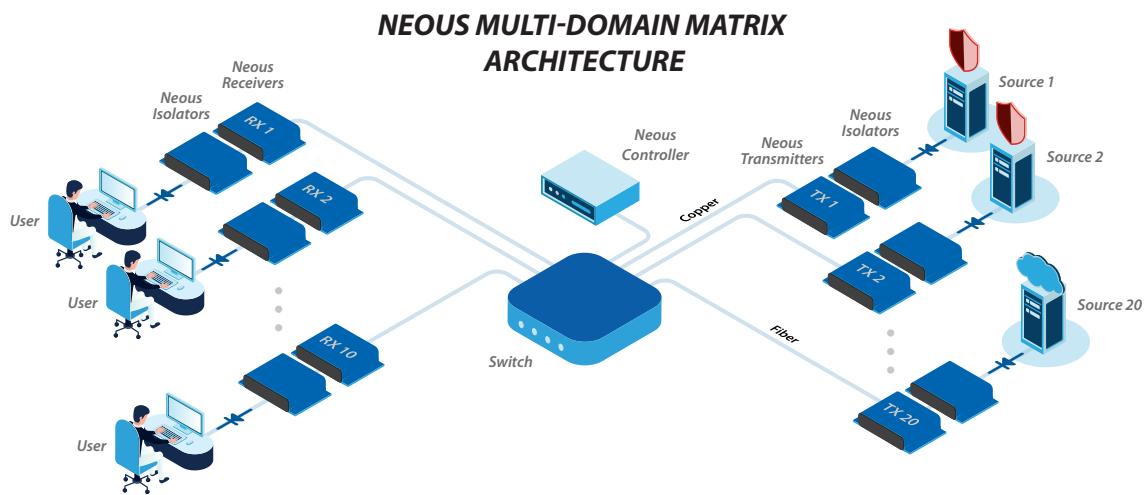 NEOUS MULTI-DOMAIN MATRIX
ARCHITECTURE
Neous
Receivers
Neous
Isolators
RX 1
RX 2
RX 10
User
User
User
Neous
Controller
Switch
Copper
Fiber
Neous
Transmitters
Neous
Isolators
TX 1
TX 2
TX 20
Source 1
Source 2
Source 20